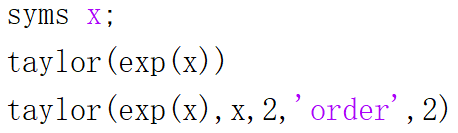 syms x;
taylor(exp(x))
taylor(exp(x),x,2,'order',2)